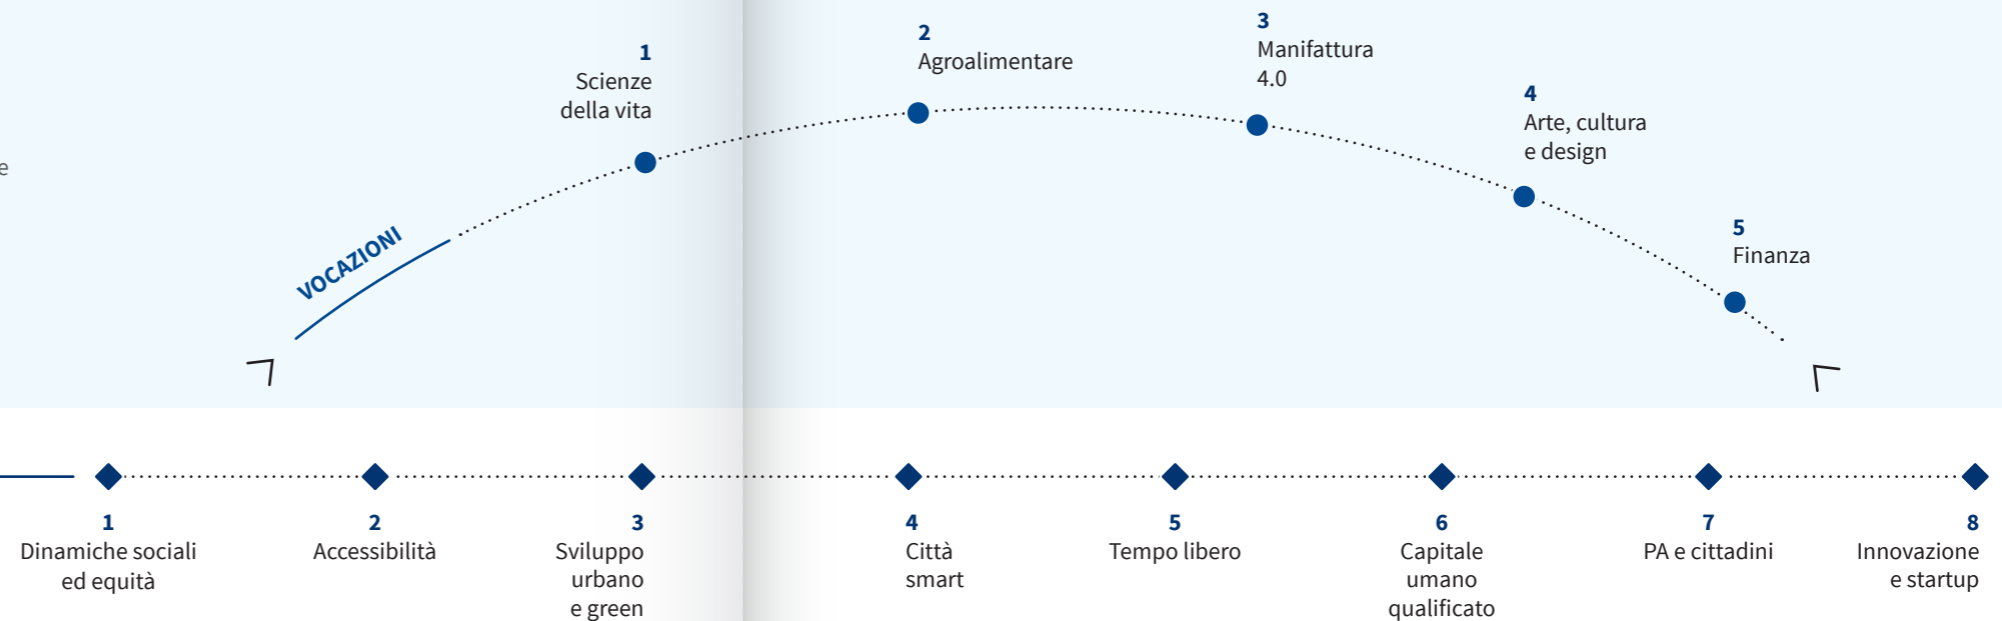 1
Scienze
della vita
2
Agroalimentare
3
Manifattura
4.0
4
Arte, cultura
e design
5
Finanza
VOCAZIONI
e
1
Dinamiche sociali
ed equità
2
Accessibilità
3
Sviluppo
urbano
e green
4
Città
smart
5
Tempo libero
6
Capitale
umano
qualificato
7
PA e cittadini
8
Innovazione
e startup